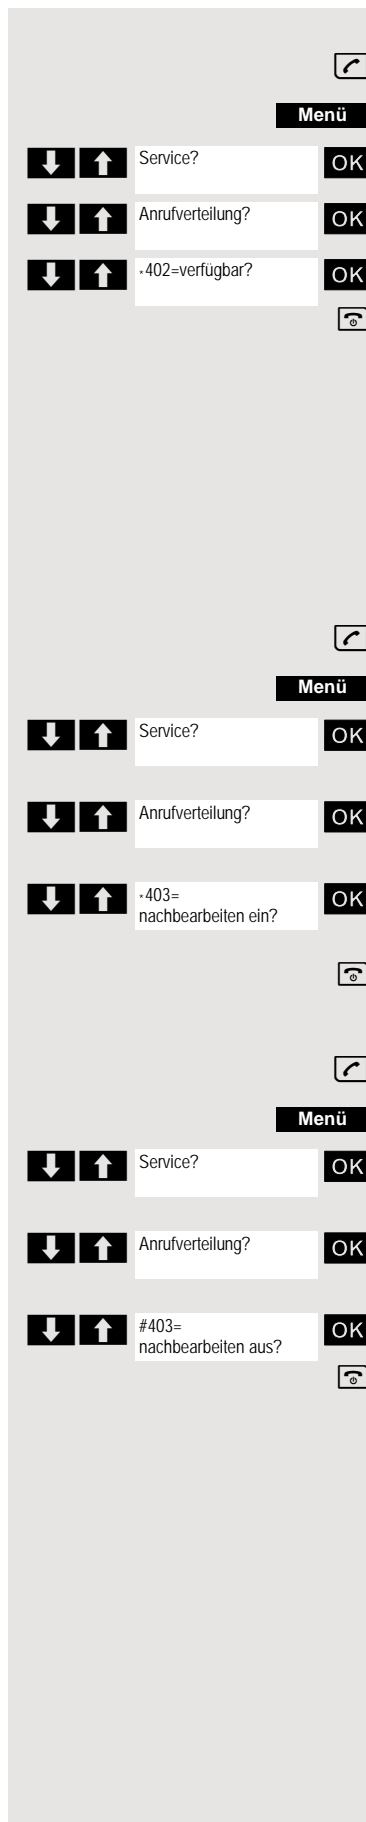 Menü
Service? OK
Anrufverteilung? OK
*402=verfügbar? OK
Menü
Service? OK
Anrufverteilung? OK
*403= OK
nachbearbeiten ein?
Menü
Service? OK
Anrufverteilung? OK
#403= OK
nachbearbeiten aus?